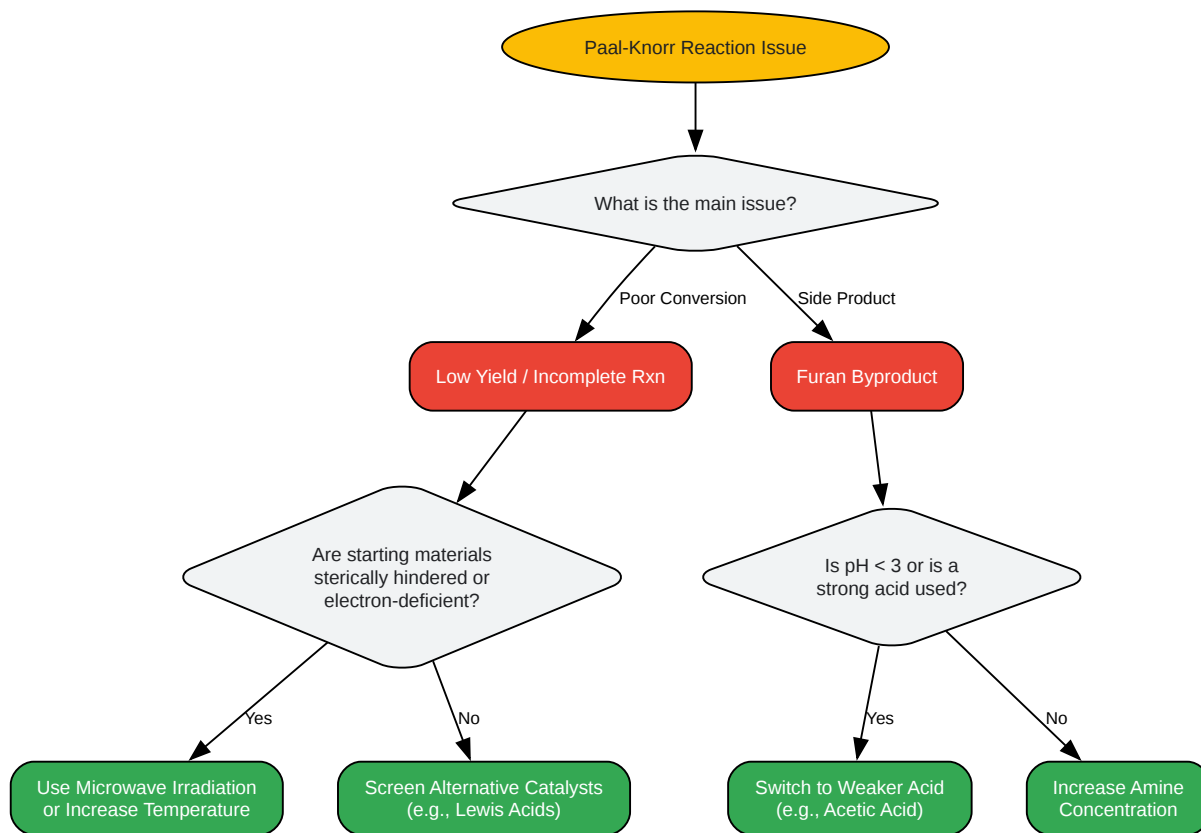 Paal-Knorr Reaction Issue
What is the main issue?
Poor Conversion
Side Product
Low Yield / Incomplete Rxn
Furan Byproduct
Are starting materials
sterically hindered or
electron-deficient?
Is pH < 3 or is a
strong acid used?
Yes
No
Yes
No
Use Microwave Irradiation
or Increase Temperature
Screen Alternative Catalysts
(e.g., Lewis Acids)
Switch to Weaker Acid
(e.g., Acetic Acid)
Increase Amine
Concentration